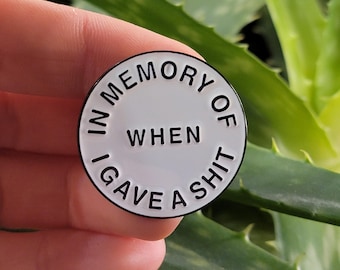 IN MEMORY OF
WHEN
I GAVE A SHIT